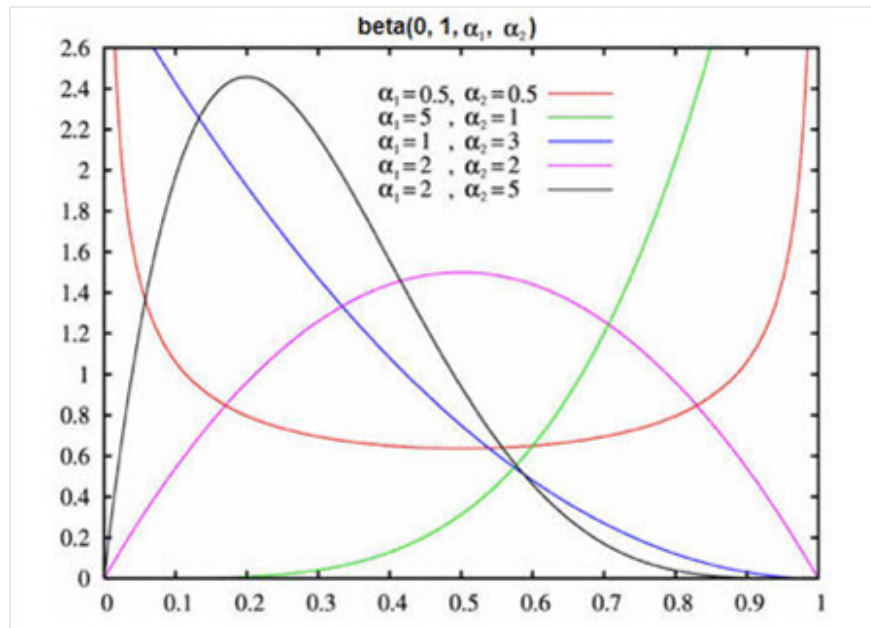 beta(0, 1, α₁, α₂)
2.6
2.4
2.2
2
1.8
1.6
1.4
1.2
1
0.8
0.6
0.4
0.2
0
α₁=0.5, α₂=0.5
α₁=5 , α₂=1
α₁=1 , α₂=3
α₁=2 , α₂=2
α₁=2 , α₂=5
0 0.1 0.2 0.3 0.4 0.5 0.6 0.7 0.8 0.9 1